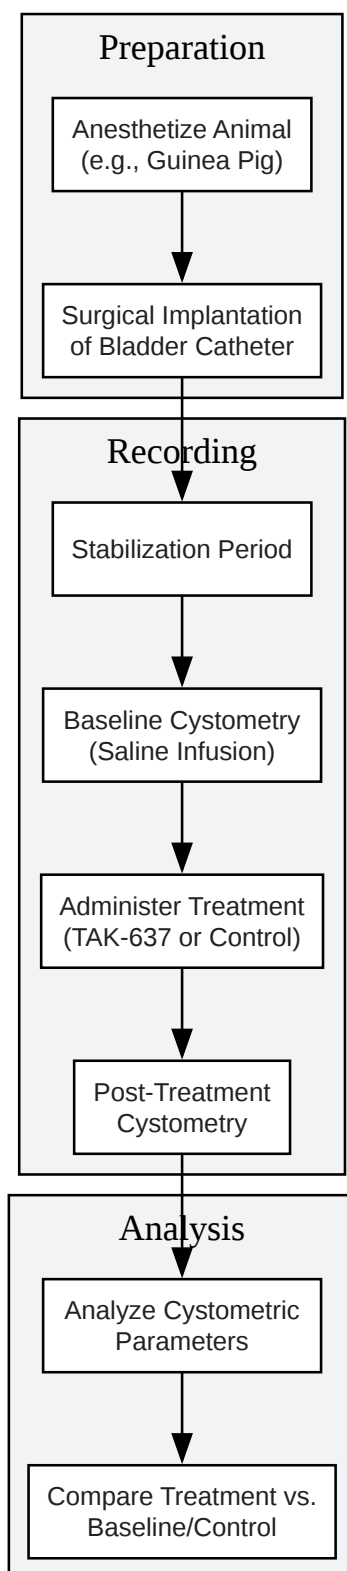 Preparation
Anesthetize Animal
(e.g., Guinea Pig)
Surgical Implantation
of Bladder Catheter
Recording
Stabilization Period
Baseline Cystometry
(Saline Infusion)
Administer Treatment
(TAK-637 or Control)
Post-Treatment
Cystometry
Analysis
Analyze Cystometric
Parameters
Compare Treatment vs.
Baseline/Control